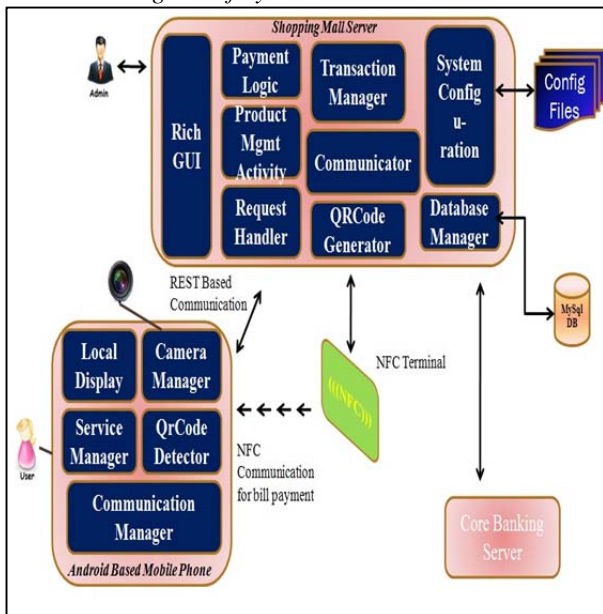 Shopping Mall Server
Admin
Rich
GUI
Payment
Logic
Product
Mgmt
Activity
Request
Handler
Transaction
Manager
Communicator
QRCode
Generator
System
Config
u-
ration
Database
Manager
Config
Files
MySql
DB
REST Based
Communication
NFC Terminal
(((NFC)))
Local
Display
Camera
Manager
Service
Manager
QrCode
Detector
Communication
Manager
Android Based Mobile Phone
User
NFC
Communication
for bill payment
Core Banking
Server